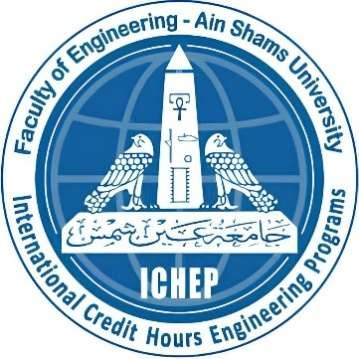 Faculty of Engineering - Ain Shams University
جامعة عين شمس
ICHEP
International Credit Hours Engineering Programs